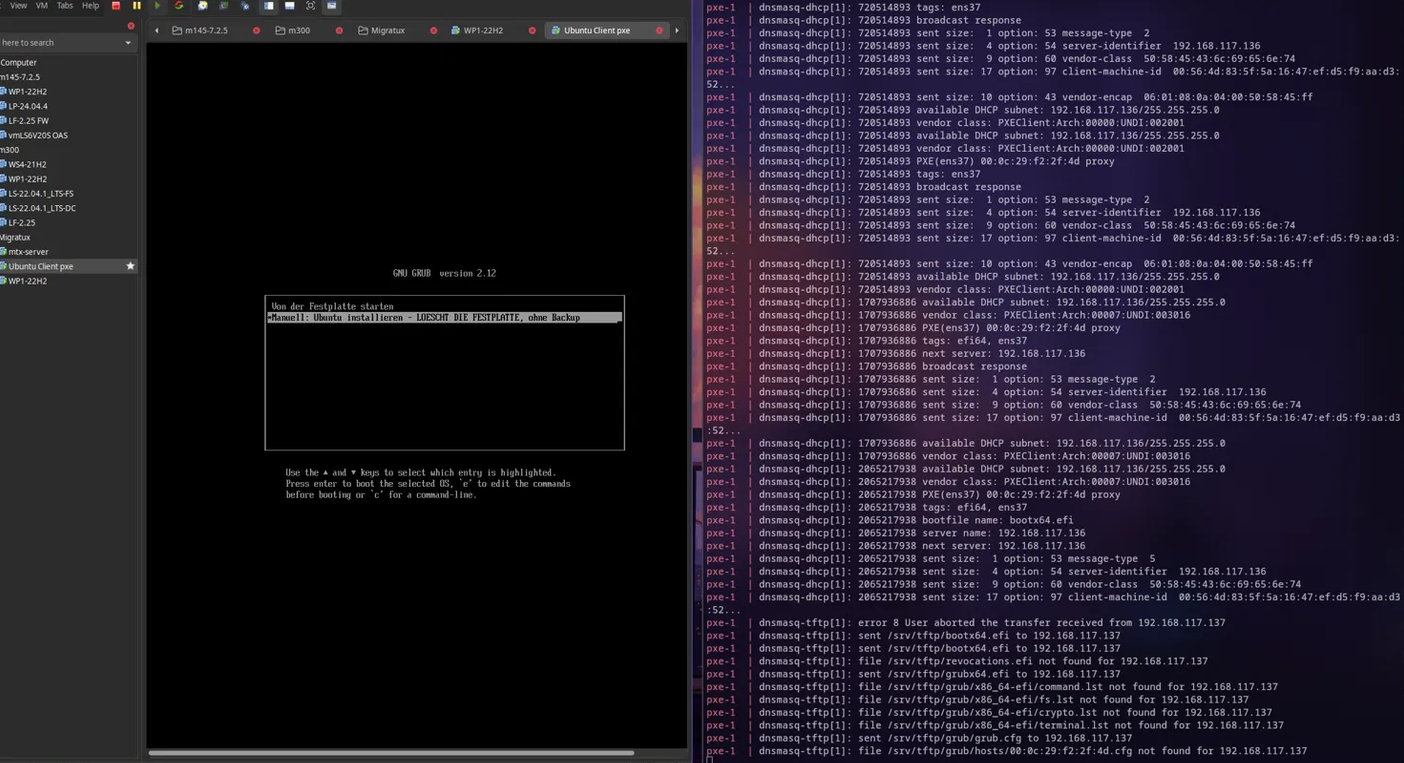 View VM Tabs Help
here to search
Computer
m145-7.2.5
WP1-22H2
LP-24.04.4
LF-2.25 FW
vmLS6V20S OAS
m300
WS4-21H2
WP1-22H2
LS-22.04.1_LTS-FS
LS-22.04.1_LTS-DC
LF-2.25
Migratux
mtx-server
Ubuntu Client pxe
WP1-22H2
m145-7.2.5 m300 Migratux WP1-22H2 Ubuntu Client pxe
GNU GRUB version 2.12
Von der Festplatte starten
*Manuell: Ubuntu installieren - LOESCHT DIE FESTPLATTE, ohne Backup
Use the ▲ and ▼ keys to select which entry is highlighted.
Press enter to boot the selected OS, `e' to edit the commands
before booting or `c' for a command-line.
pxe-1 | dnsmasq-dhcp[1]: 720514893 tags: ens37
pxe-1 | dnsmasq-dhcp[1]: 720514893 broadcast response
pxe-1 | dnsmasq-dhcp[1]: 720514893 sent size: 1 option: 53 message-type 2
pxe-1 | dnsmasq-dhcp[1]: 720514893 sent size: 4 option: 54 server-identifier 192.168.117.136
pxe-1 | dnsmasq-dhcp[1]: 720514893 sent size: 9 option: 60 vendor-class 50:58:45:43:6c:69:65:6e:74
pxe-1 | dnsmasq-dhcp[1]: 720514893 sent size: 17 option: 97 client-machine-id 00:56:4d:83:5f:5a:16:47:ef:d5:f9:aa:d3:
52...
pxe-1 | dnsmasq-dhcp[1]: 720514893 sent size: 10 option: 43 vendor-encap 06:01:08:0a:04:00:50:58:45:ff
pxe-1 | dnsmasq-dhcp[1]: 720514893 available DHCP subnet: 192.168.117.136/255.255.255.0
pxe-1 | dnsmasq-dhcp[1]: 720514893 vendor class: PXEClient:Arch:00000:UNDI:002001
pxe-1 | dnsmasq-dhcp[1]: 720514893 available DHCP subnet: 192.168.117.136/255.255.255.0
pxe-1 | dnsmasq-dhcp[1]: 720514893 vendor class: PXEClient:Arch:00000:UNDI:002001
pxe-1 | dnsmasq-dhcp[1]: 720514893 PXE(ens37) 00:0c:29:f2:2f:4d proxy
pxe-1 | dnsmasq-dhcp[1]: 720514893 tags: ens37
pxe-1 | dnsmasq-dhcp[1]: 720514893 broadcast response
pxe-1 | dnsmasq-dhcp[1]: 720514893 sent size: 1 option: 53 message-type 2
pxe-1 | dnsmasq-dhcp[1]: 720514893 sent size: 4 option: 54 server-identifier 192.168.117.136
pxe-1 | dnsmasq-dhcp[1]: 720514893 sent size: 9 option: 60 vendor-class 50:58:45:43:6c:69:65:6e:74
pxe-1 | dnsmasq-dhcp[1]: 720514893 sent size: 17 option: 97 client-machine-id 00:56:4d:83:5f:5a:16:47:ef:d5:f9:aa:d3:
52...
pxe-1 | dnsmasq-dhcp[1]: 720514893 sent size: 10 option: 43 vendor-encap 06:01:08:0a:04:00:50:58:45:ff
pxe-1 | dnsmasq-dhcp[1]: 720514893 available DHCP subnet: 192.168.117.136/255.255.255.0
pxe-1 | dnsmasq-dhcp[1]: 720514893 vendor class: PXEClient:Arch:00000:UNDI:002001
pxe-1 | dnsmasq-dhcp[1]: 1707936886 available DHCP subnet: 192.168.117.136/255.255.255.0
pxe-1 | dnsmasq-dhcp[1]: 1707936886 vendor class: PXEClient:Arch:00007:UNDI:003016
pxe-1 | dnsmasq-dhcp[1]: 1707936886 PXE(ens37) 00:0c:29:f2:2f:4d proxy
pxe-1 | dnsmasq-dhcp[1]: 1707936886 tags: efi64, ens37
pxe-1 | dnsmasq-dhcp[1]: 1707936886 next server: 192.168.117.136
pxe-1 | dnsmasq-dhcp[1]: 1707936886 broadcast response
pxe-1 | dnsmasq-dhcp[1]: 1707936886 sent size: 1 option: 53 message-type 2
pxe-1 | dnsmasq-dhcp[1]: 1707936886 sent size: 4 option: 54 server-identifier 192.168.117.136
pxe-1 | dnsmasq-dhcp[1]: 1707936886 sent size: 9 option: 60 vendor-class 50:58:45:43:6c:69:65:6e:74
pxe-1 | dnsmasq-dhcp[1]: 1707936886 sent size: 17 option: 97 client-machine-id 00:56:4d:83:5f:5a:16:47:ef:d5:f9:aa:d3
:52...
pxe-1 | dnsmasq-dhcp[1]: 1707936886 available DHCP subnet: 192.168.117.136/255.255.255.0
pxe-1 | dnsmasq-dhcp[1]: 1707936886 vendor class: PXEClient:Arch:00007:UNDI:003016
pxe-1 | dnsmasq-dhcp[1]: 2065217938 available DHCP subnet: 192.168.117.136/255.255.255.0
pxe-1 | dnsmasq-dhcp[1]: 2065217938 vendor class: PXEClient:Arch:00007:UNDI:003016
pxe-1 | dnsmasq-dhcp[1]: 2065217938 PXE(ens37) 00:0c:29:f2:2f:4d proxy
pxe-1 | dnsmasq-dhcp[1]: 2065217938 tags: efi64, ens37
pxe-1 | dnsmasq-dhcp[1]: 2065217938 bootfile name: bootx64.efi
pxe-1 | dnsmasq-dhcp[1]: 2065217938 server name: 192.168.117.136
pxe-1 | dnsmasq-dhcp[1]: 2065217938 next server: 192.168.117.136
pxe-1 | dnsmasq-dhcp[1]: 2065217938 sent size: 1 option: 53 message-type 5
pxe-1 | dnsmasq-dhcp[1]: 2065217938 sent size: 4 option: 54 server-identifier 192.168.117.136
pxe-1 | dnsmasq-dhcp[1]: 2065217938 sent size: 9 option: 60 vendor-class 50:58:45:43:6c:69:65:6e:74
pxe-1 | dnsmasq-dhcp[1]: 2065217938 sent size: 17 option: 97 client-machine-id 00:56:4d:83:5f:5a:16:47:ef:d5:f9:aa:d3
:52...
pxe-1 | dnsmasq-tftp[1]: error 8 User aborted the transfer received from 192.168.117.137
pxe-1 | dnsmasq-tftp[1]: sent /srv/tftp/bootx64.efi to 192.168.117.137
pxe-1 | dnsmasq-tftp[1]: sent /srv/tftp/bootx64.efi to 192.168.117.137
pxe-1 | dnsmasq-tftp[1]: file /srv/tftp/revocations.efi not found for 192.168.117.137
pxe-1 | dnsmasq-tftp[1]: sent /srv/tftp/grubx64.efi to 192.168.117.137
pxe-1 | dnsmasq-tftp[1]: file /srv/tftp/grub/x86_64-efi/command.lst not found for 192.168.117.137
pxe-1 | dnsmasq-tftp[1]: file /srv/tftp/grub/x86_64-efi/fs.lst not found for 192.168.117.137
pxe-1 | dnsmasq-tftp[1]: file /srv/tftp/grub/x86_64-efi/crypto.lst not found for 192.168.117.137
pxe-1 | dnsmasq-tftp[1]: file /srv/tftp/grub/x86_64-efi/terminal.lst not found for 192.168.117.137
pxe-1 | dnsmasq-tftp[1]: sent /srv/tftp/grub/grub.cfg to 192.168.117.137
pxe-1 | dnsmasq-tftp[1]: file /srv/tftp/grub/hosts/00:0c:29:f2:2f:4d.cfg not found for 192.168.117.137